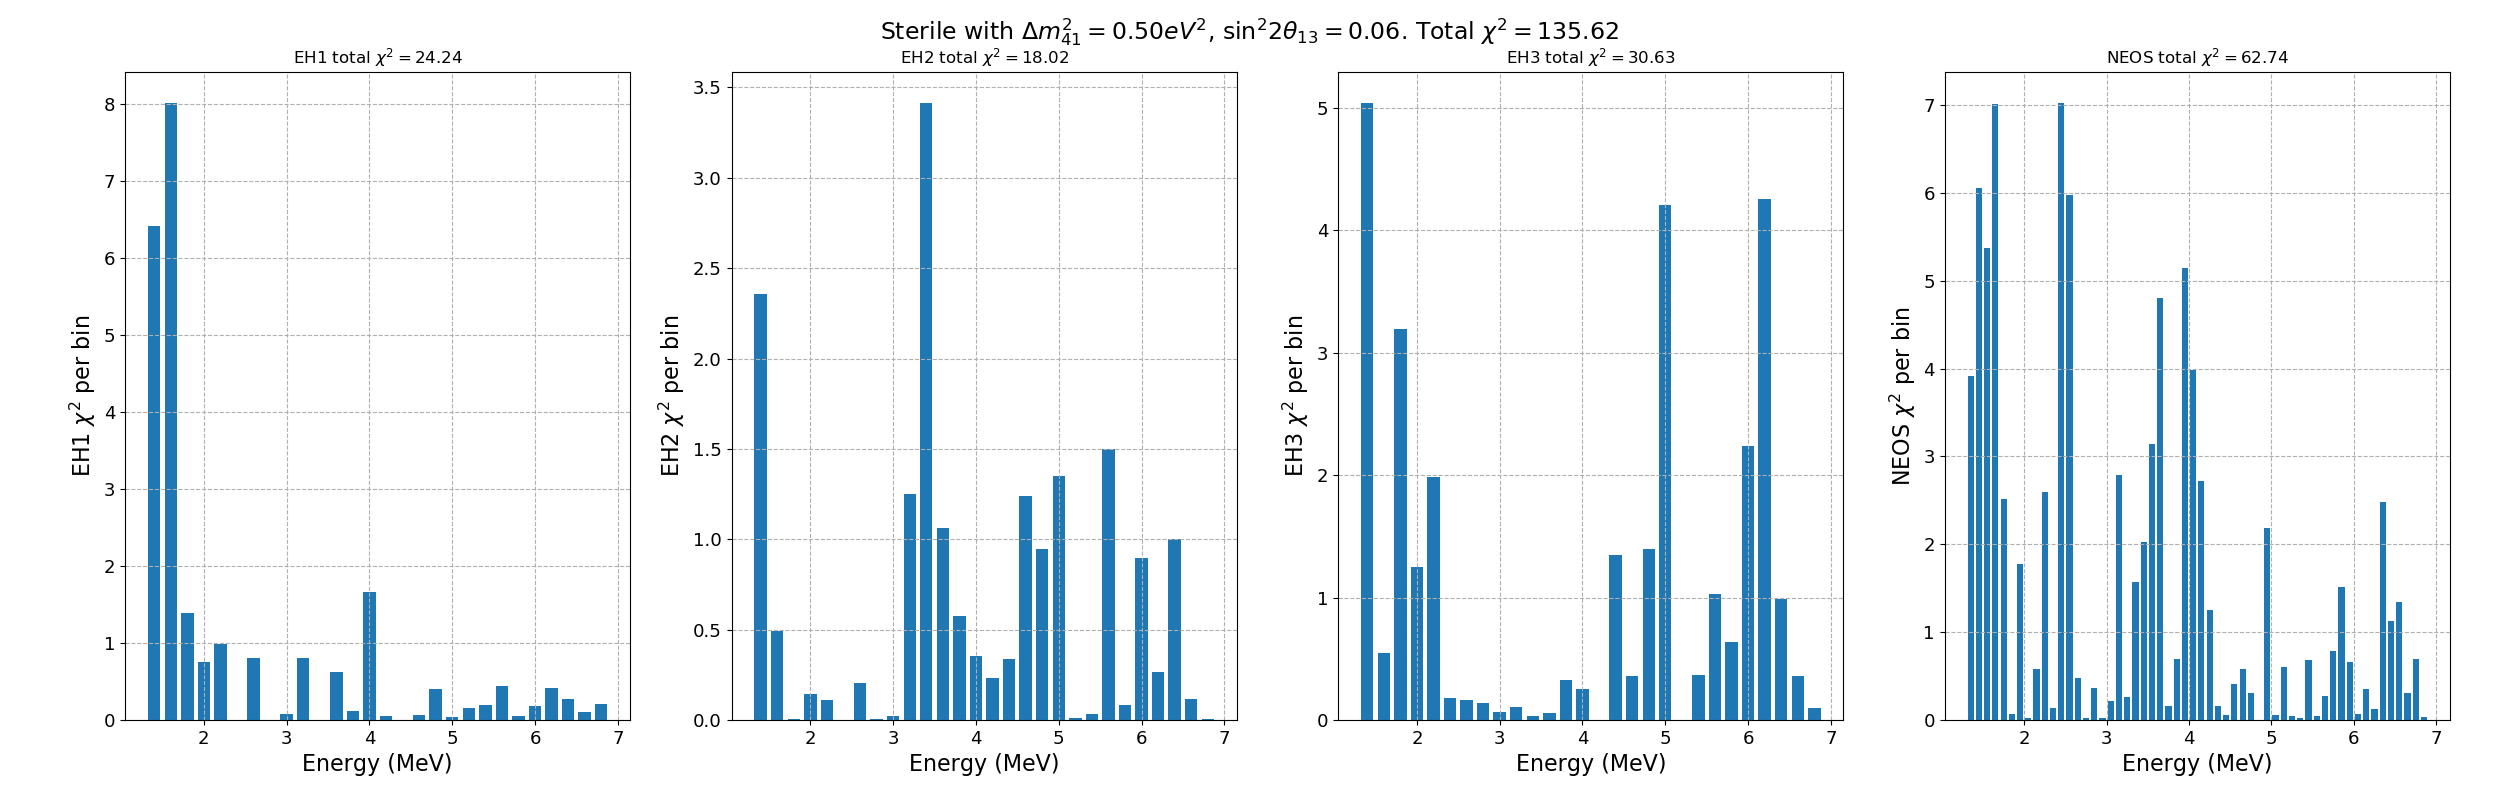 Sterile with Δm²₄₁ = 0.50eV², sin²2θ₁₃ = 0.06. Total χ² = 135.62
EH1 total χ² = 24.24
EH2 total χ² = 18.02
EH3 total χ² = 30.63
NEOS total χ² = 62.74
EH1 χ² per bin
8
7
6
5
4
3
2
1
0
2 3 4 5 6 7
Energy (MeV)
EH2 χ² per bin
3.5
3.0
2.5
2.0
1.5
1.0
0.5
0.0
2 3 4 5 6 7
Energy (MeV)
EH3 χ² per bin
5
4
3
2
1
0
2 3 4 5 6 7
Energy (MeV)
NEOS χ² per bin
7
6
5
4
3
2
1
0
2 3 4 5 6 7
Energy (MeV)